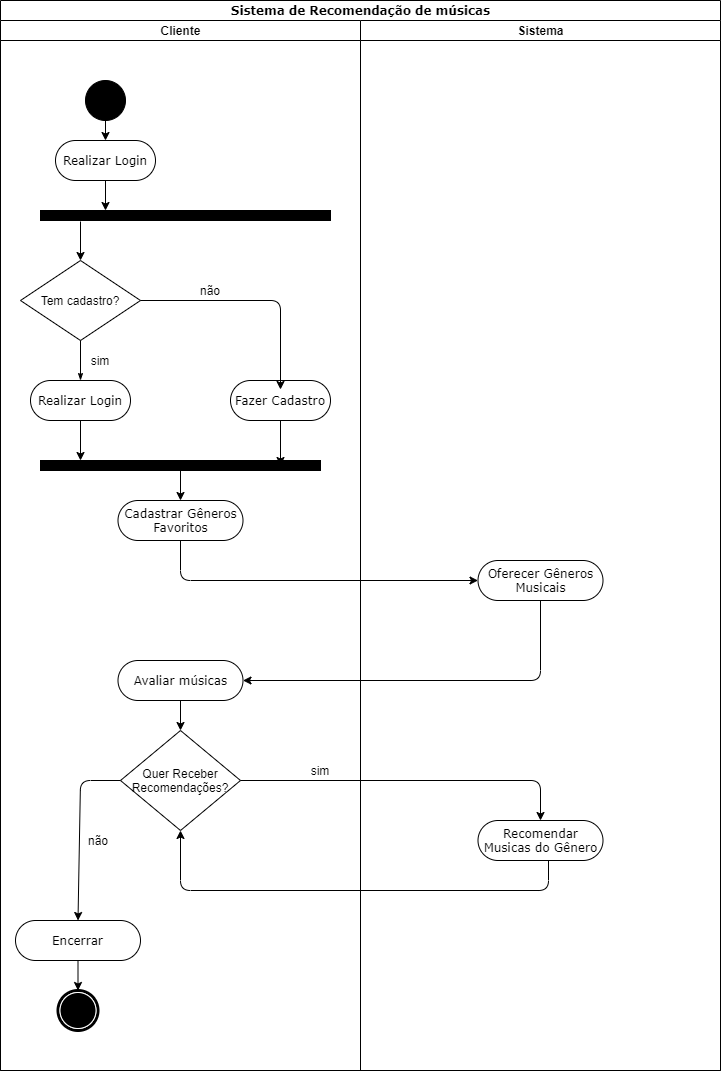 Sistema de Recomendação de músicas
Cliente
Sistema
Realizar Login
Tem cadastro?
não
sim
Realizar Login
Fazer Cadastro
Cadastrar Gêneros
Favoritos
Oferecer Gêneros
Musicais
Avaliar músicas
Quer Receber
Recomendações?
sim
não
Recomendar
Musicas do Gênero
Encerrar